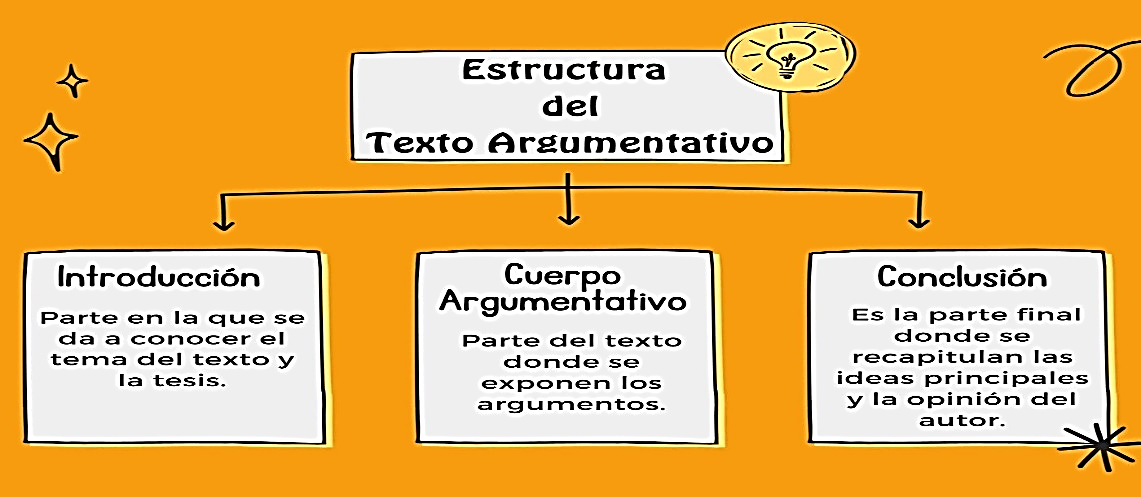 Estructura
del
Texto Argumentativo
Introducción
Parte en la que se
da a conocer el
tema del texto y
la tesis.
Cuerpo
Argumentativo
Parte del texto
donde se
exponen los
argumentos.
Conclusión
Es la parte final
donde se
recapitulan las
ideas principales
y la opinión del
autor.